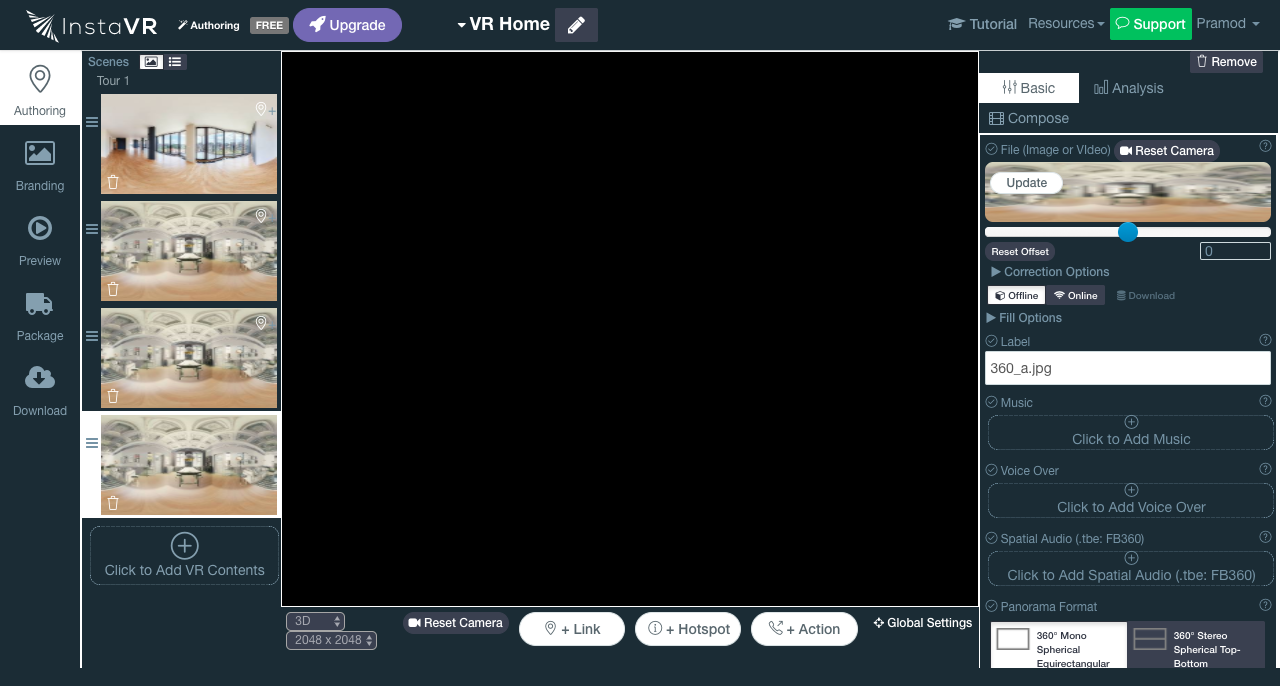 InstaVR
Authoring
FREE
Upgrade
VR Home
Tutorial
Resources
Support
Pramod
Authoring
Branding
Preview
Package
Download
Scenes
Tour 1
+
Click to Add VR Contents
3D
2048 x 2048
Reset Camera
+ Link
+ Hotspot
+ Action
Global Settings
Remove
Basic
Analysis
Compose
File (Image or VIdeo)
Reset Camera
Update
Reset Offset
0
Correction Options
Offline
Online
Download
Fill Options
Label
360_a.jpg
Music
Click to Add Music
Voice Over
Click to Add Voice Over
Spatial Audio (.tbe: FB360)
Click to Add Spatial Audio (.tbe: FB360)
Panorama Format
360° Mono
Spherical
Equirectangular
360° Stereo
Spherical Top-
Bottom